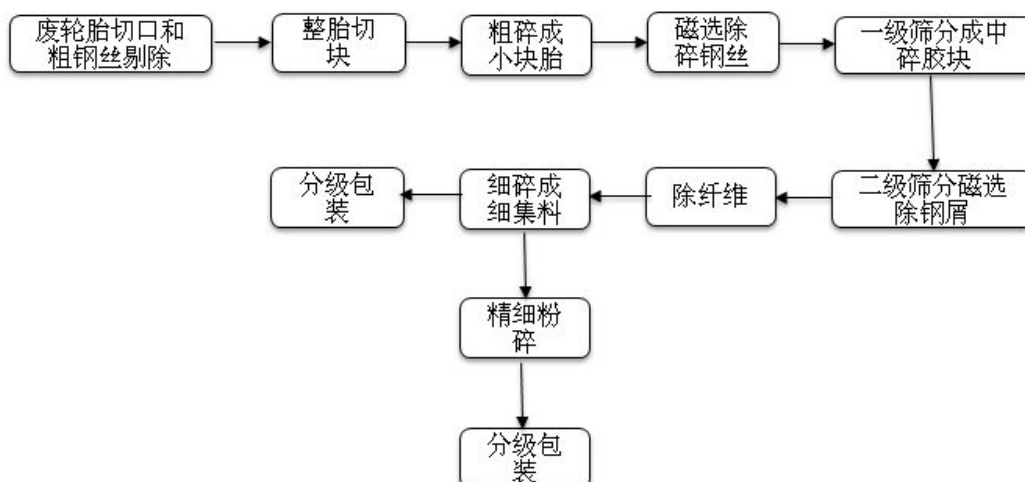 废轮胎切口和
粗钢丝剔除
整胎切
块
粗碎成
小块胎
磁选除
碎钢丝
一级筛分成中
碎胶块
二级筛分磁选
除钢屑
除纤维
细碎成
细集料
分级包
装
精细粉
碎
分级包
装